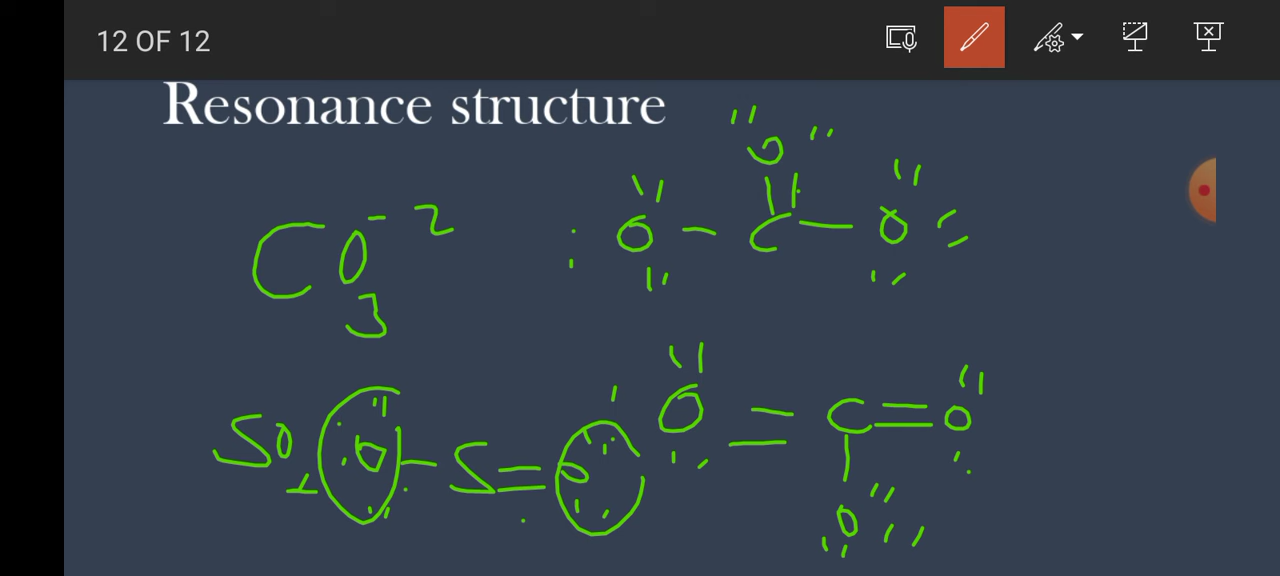 12 OF 12
Resonance structure
CO3-2
O
O - C - O
SO2
O - S = O
O = C = O
O